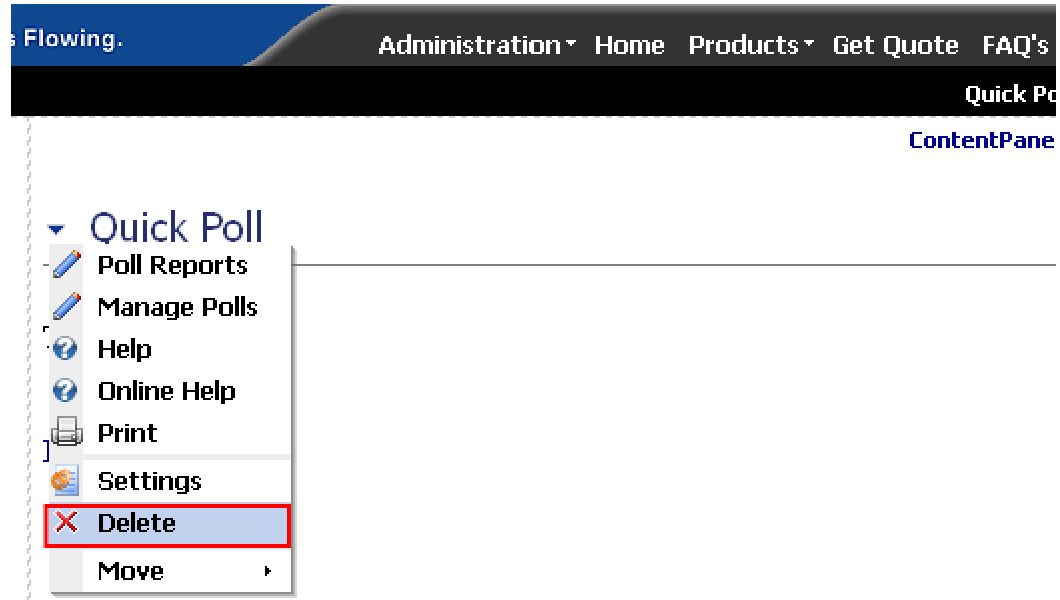 s Flowing.
Administration Home Products Get Quote FAQ's
Quick Po
ContentPane
Quick Poll
Poll Reports
Manage Polls
Help
Online Help
Print
Settings
Delete
Move